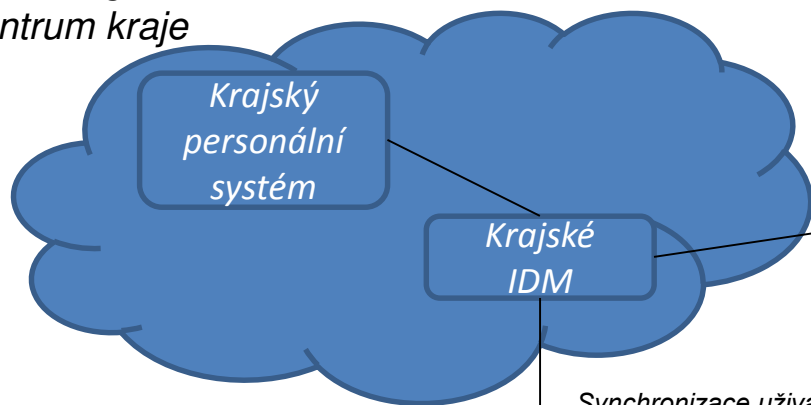 ntrum kraje
Krajský
personální
systém
Krajské
IDM
Synchronizace uživa